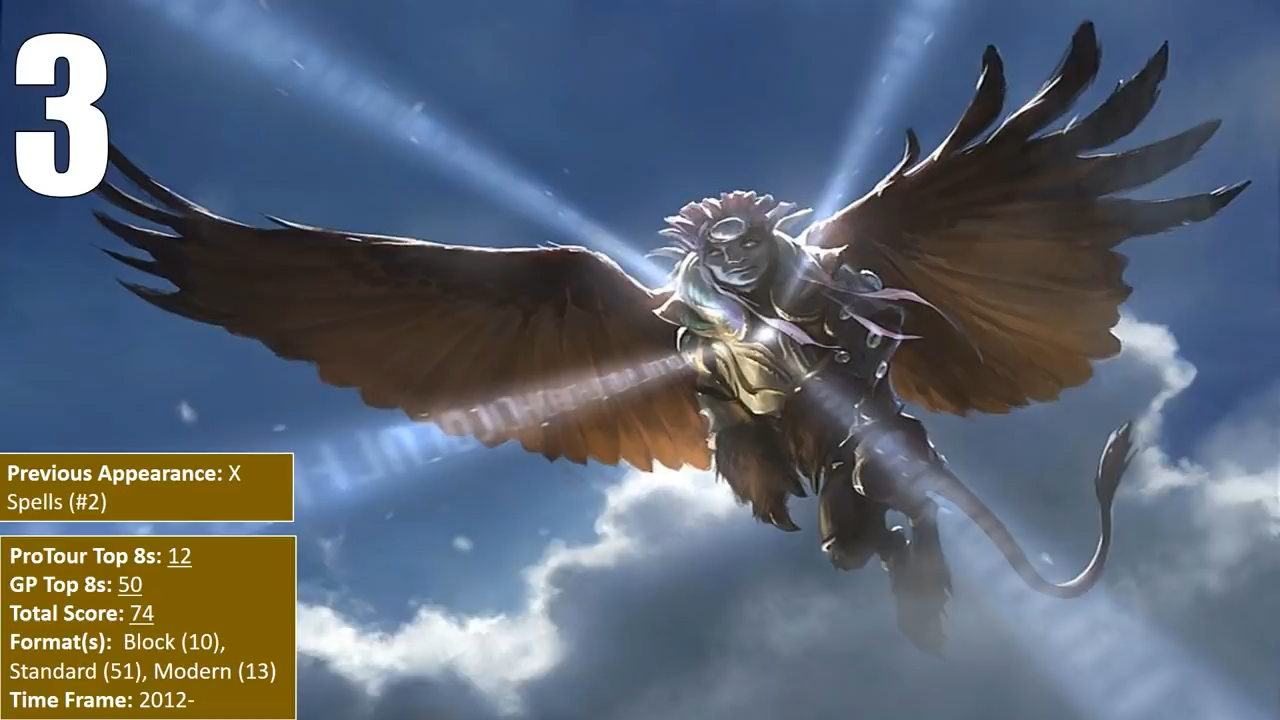 3
Previous Appearance: X
Spells (#2)
ProTour Top 8s: 12
GP Top 8s: 50
Total Score: 74
Format(s): Block (10),
Standard (51), Modern (13)
Time Frame: 2012-